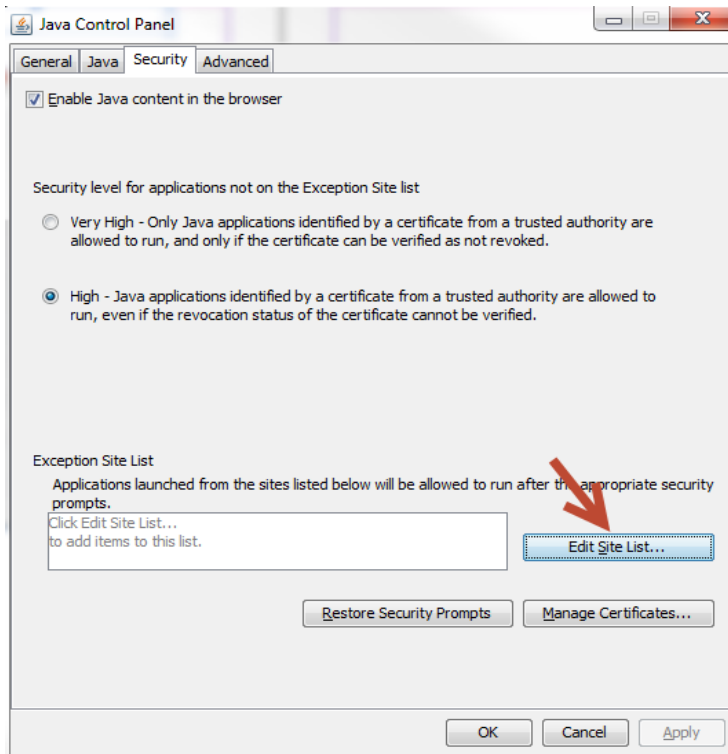 Java Control Panel
General Java Security Advanced
Enable Java content in the browser
Security level for applications not on the Exception Site list
Very High - Only Java applications identified by a certificate from a trusted authority are
allowed to run, and only if the certificate can be verified as not revoked.
High - Java applications identified by a certificate from a trusted authority are allowed to
run, even if the revocation status of the certificate cannot be verified.
Exception Site List
Applications launched from the sites listed below will be allowed to run after the appropriate security
prompts.
Click Edit Site List...
to add items to this list.
Edit Site List...
Restore Security Prompts Manage Certificates...
OK Cancel Apply